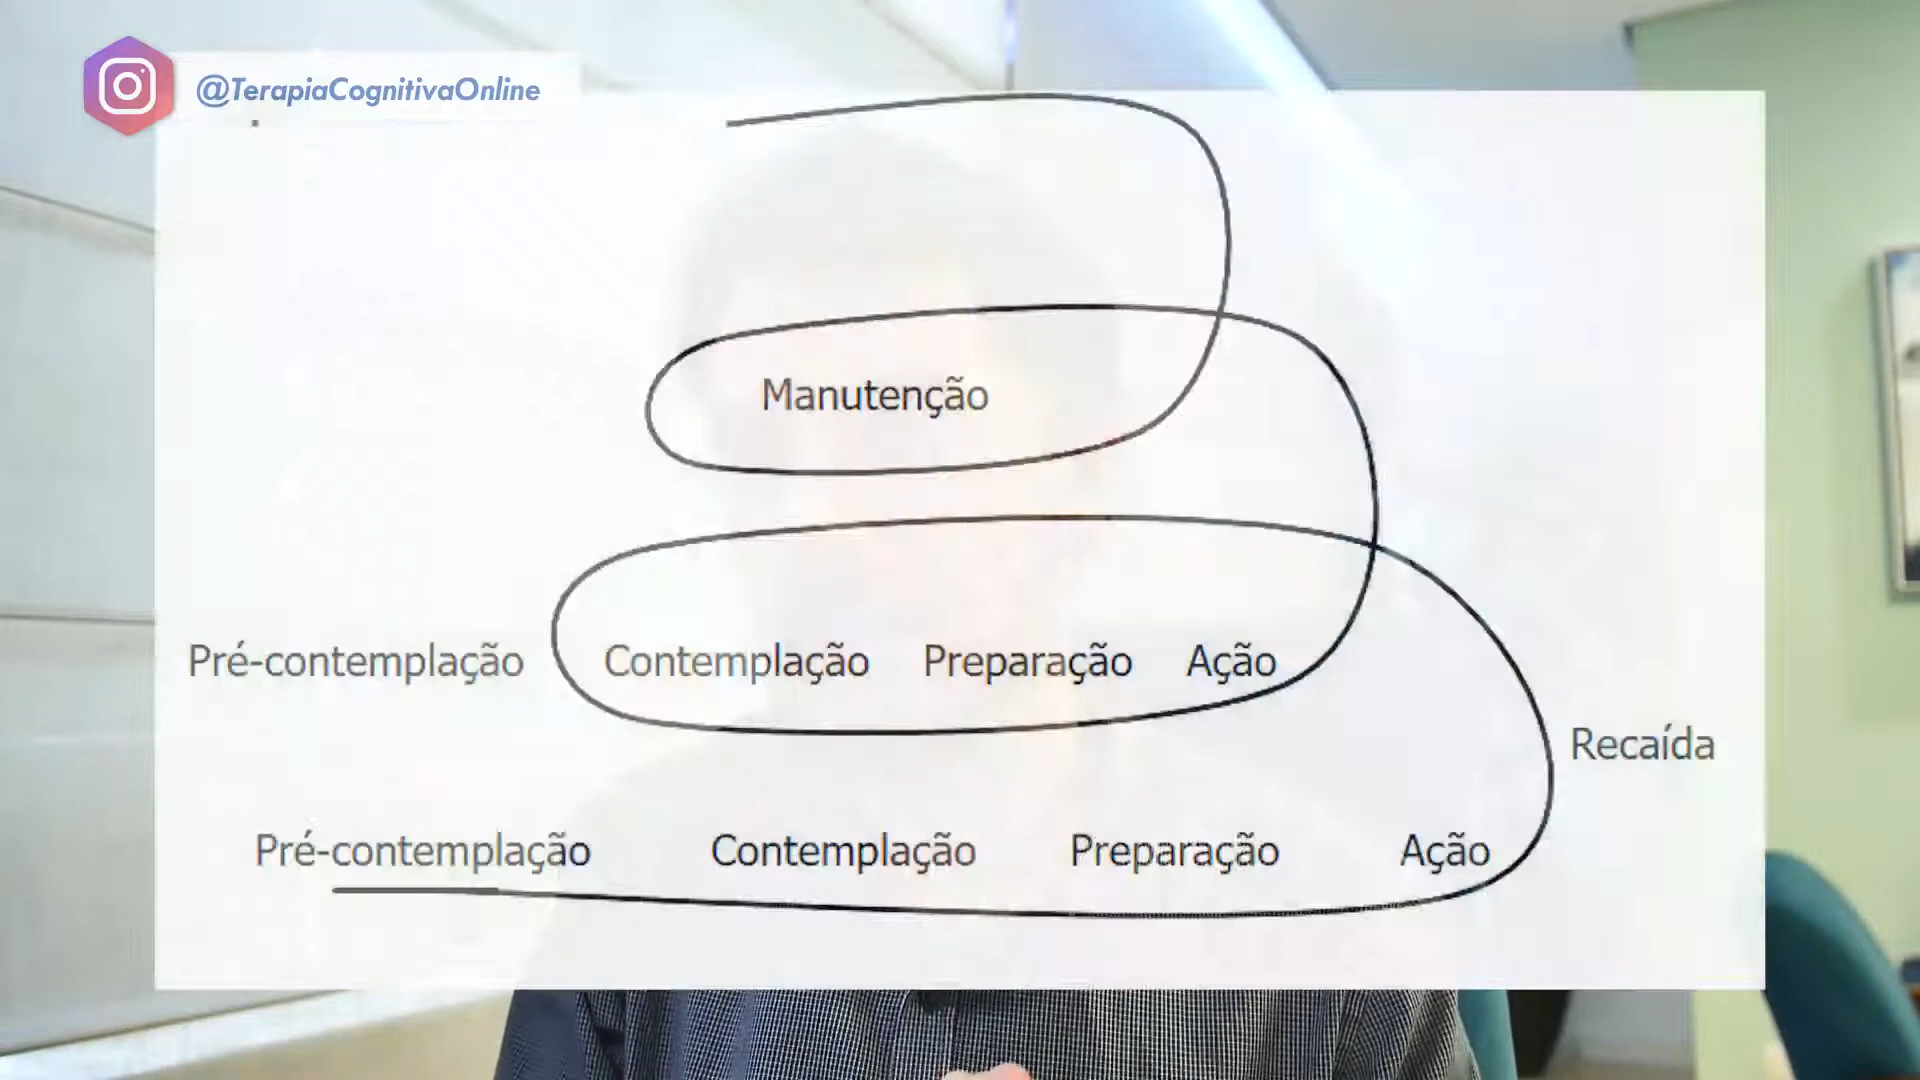 @TerapiaCognitivaOnline
Manutenção
Pré-contemplação Contemplação Preparação Ação
Recaída
Pré-contemplação Contemplação Preparação Ação